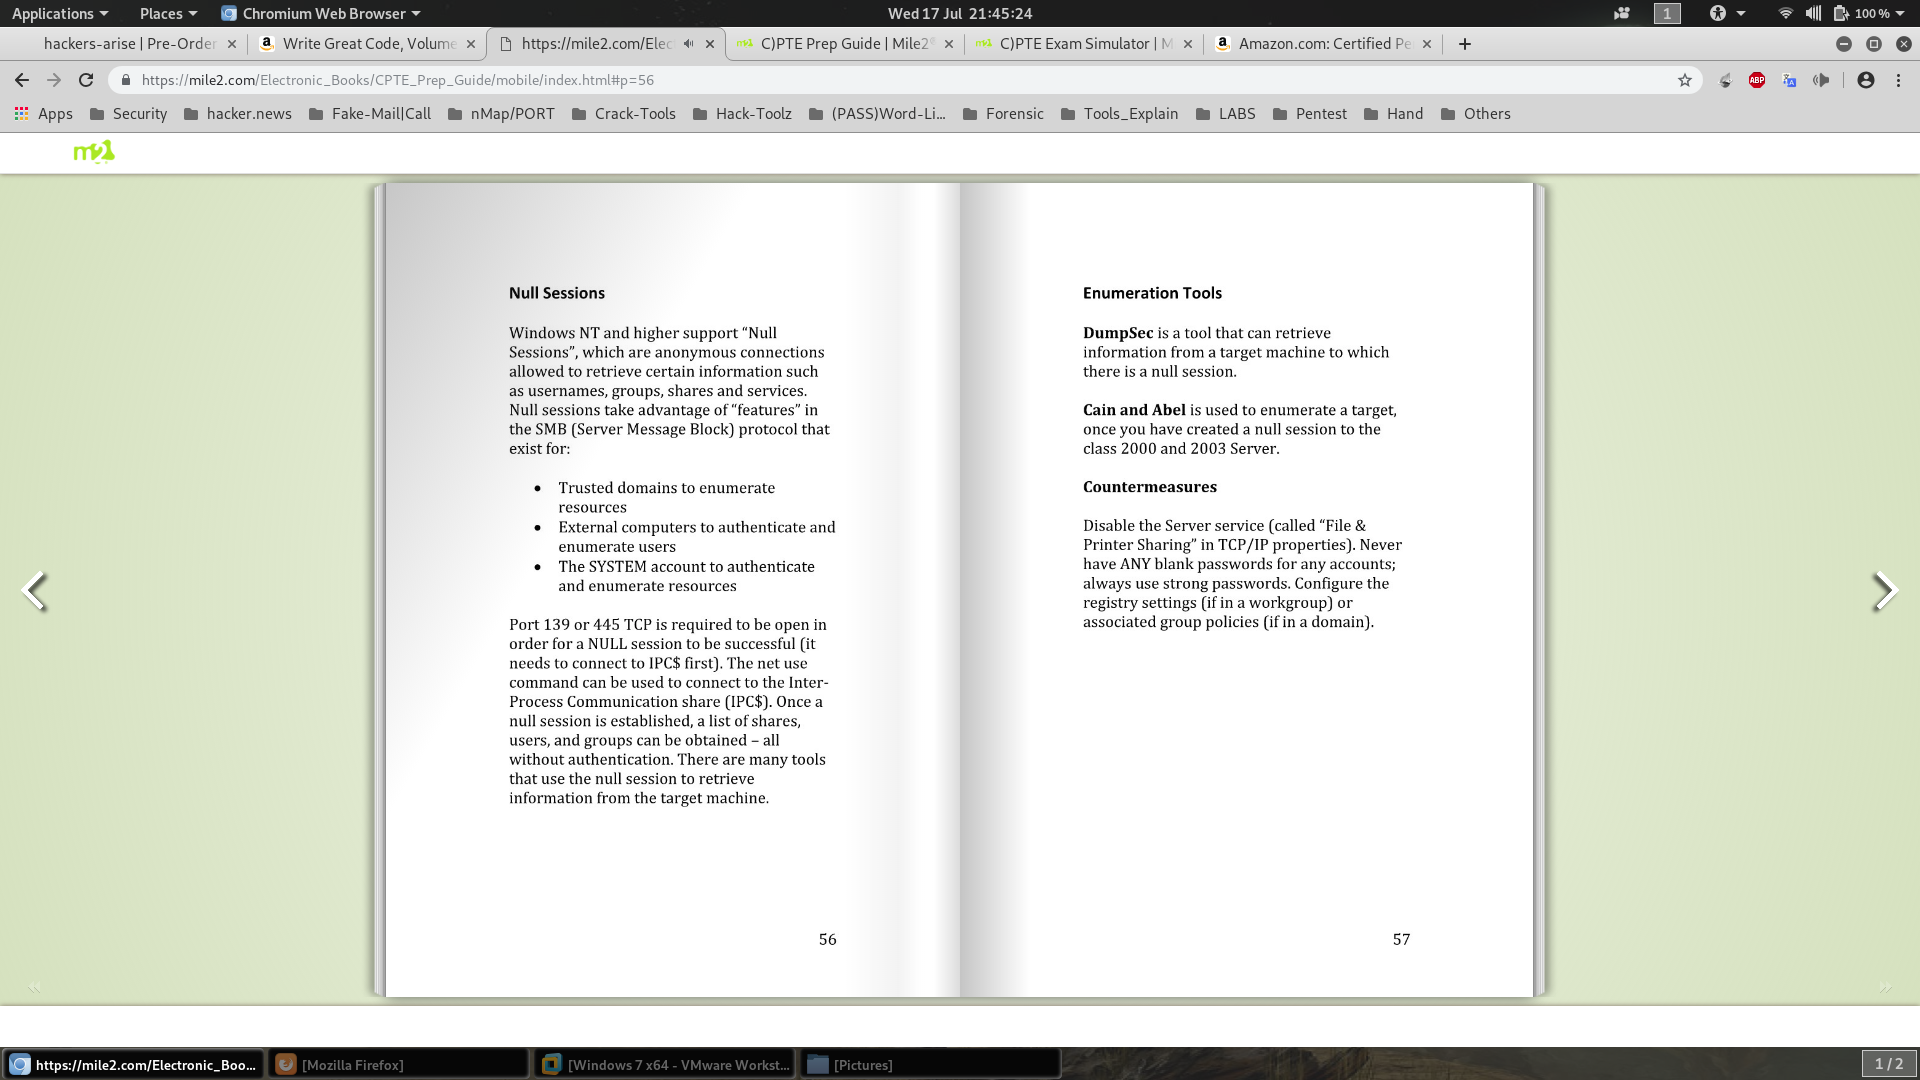 Applications
Places
Chromium Web Browser
Wed 17 Jul 21:45:24
1
100 %
hackers-arise | Pre-Order
Write Great Code, Volume
https://mile2.com/Elec
C)PTE Prep Guide | Mile2®
C)PTE Exam Simulator | M
Amazon.com: Certified Pe
https://mile2.com/Electronic_Books/CPTE_Prep_Guide/mobile/index.html#p=56
ABP
Apps
Security
hacker.news
Fake-Mail|Call
nMap/PORT
Crack-Tools
Hack-Toolz
(PASS)Word-Li...
Forensic
Tools_Explain
LABS
Pentest
Hand
Others
m2
Null Sessions
Windows NT and higher support “Null
Sessions”, which are anonymous connections
allowed to retrieve certain information such
as usernames, groups, shares and services.
Null sessions take advantage of “features” in
the SMB (Server Message Block) protocol that
exist for:
• Trusted domains to enumerate
resources
• External computers to authenticate and
enumerate users
• The SYSTEM account to authenticate
and enumerate resources
Port 139 or 445 TCP is required to be open in
order for a NULL session to be successful (it
needs to connect to IPC$ first). The net use
command can be used to connect to the Inter-
Process Communication share (IPC$). Once a
null session is established, a list of shares,
users, and groups can be obtained – all
without authentication. There are many tools
that use the null session to retrieve
information from the target machine.
56
Enumeration Tools
DumpSec is a tool that can retrieve
information from a target machine to which
there is a null session.
Cain and Abel is used to enumerate a target,
once you have created a null session to the
class 2000 and 2003 Server.
Countermeasures
Disable the Server service (called “File &
Printer Sharing” in TCP/IP properties). Never
have ANY blank passwords for any accounts;
always use strong passwords. Configure the
registry settings (if in a workgroup) or
associated group policies (if in a domain).
57
https://mile2.com/Electronic_Boo...
[Mozilla Firefox]
[Windows 7 x64 - VMware Workst...
[Pictures]
1 / 2